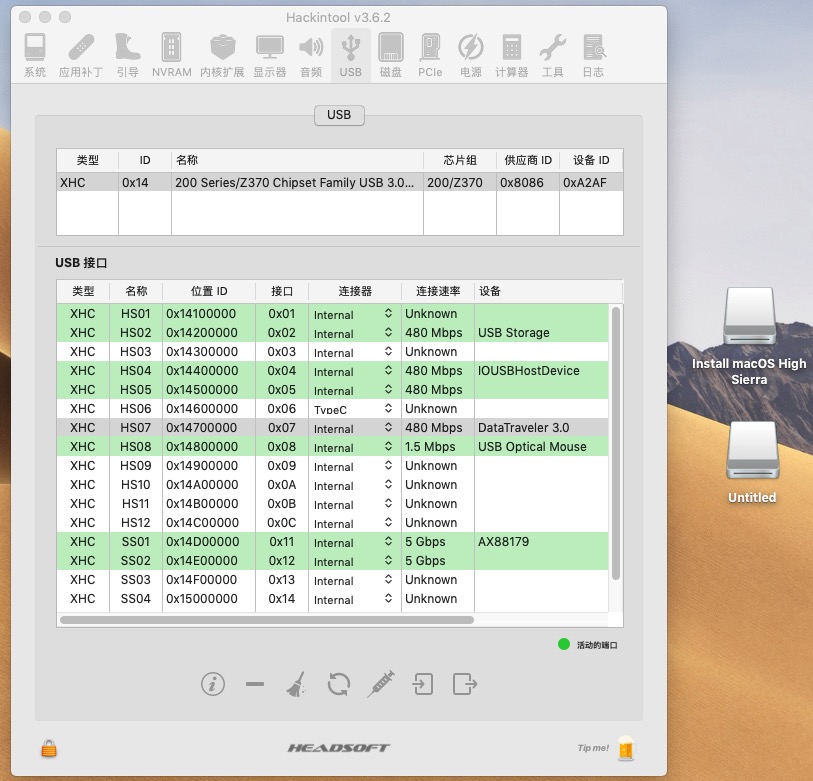 Hackintool v3.6.2
系统 应用补丁 引导 NVRAM 内核扩展 显示器 音频 USB 磁盘 PCIe 电源 计算器 工具 日志
USB
类型 ID 名称 芯片组 供应商 ID 设备 ID
XHC 0x14 200 Series/Z370 Chipset Family USB 3.0... 200/Z370 0x8086 0xA2AF
USB 接口
类型 名称 位置 ID 接口 连接器 连接速率 设备
XHC HS01 0x14100000 0x01 Internal Unknown
XHC HS02 0x14200000 0x02 Internal 480 Mbps USB Storage
XHC HS03 0x14300000 0x03 Internal Unknown
XHC HS04 0x14400000 0x04 Internal 480 Mbps IOUSBHostDevice
XHC HS05 0x14500000 0x05 Internal 480 Mbps
XHC HS06 0x14600000 0x06 TypeC Unknown
XHC HS07 0x14700000 0x07 Internal 480 Mbps DataTraveler 3.0
XHC HS08 0x14800000 0x08 Internal 1.5 Mbps USB Optical Mouse
XHC HS09 0x14900000 0x09 Internal Unknown
XHC HS10 0x14A00000 0x0A Internal Unknown
XHC HS11 0x14B00000 0x0B Internal Unknown
XHC HS12 0x14C00000 0x0C Internal Unknown
XHC SS01 0x14D00000 0x11 Internal 5 Gbps AX88179
XHC SS02 0x14E00000 0x12 Internal 5 Gbps
XHC SS03 0x14F00000 0x13 Internal Unknown
XHC SS04 0x15000000 0x14 Internal Unknown
活动的端口
HEADSOFT
Tip me!
Install macOS High
Sierra
Untitled